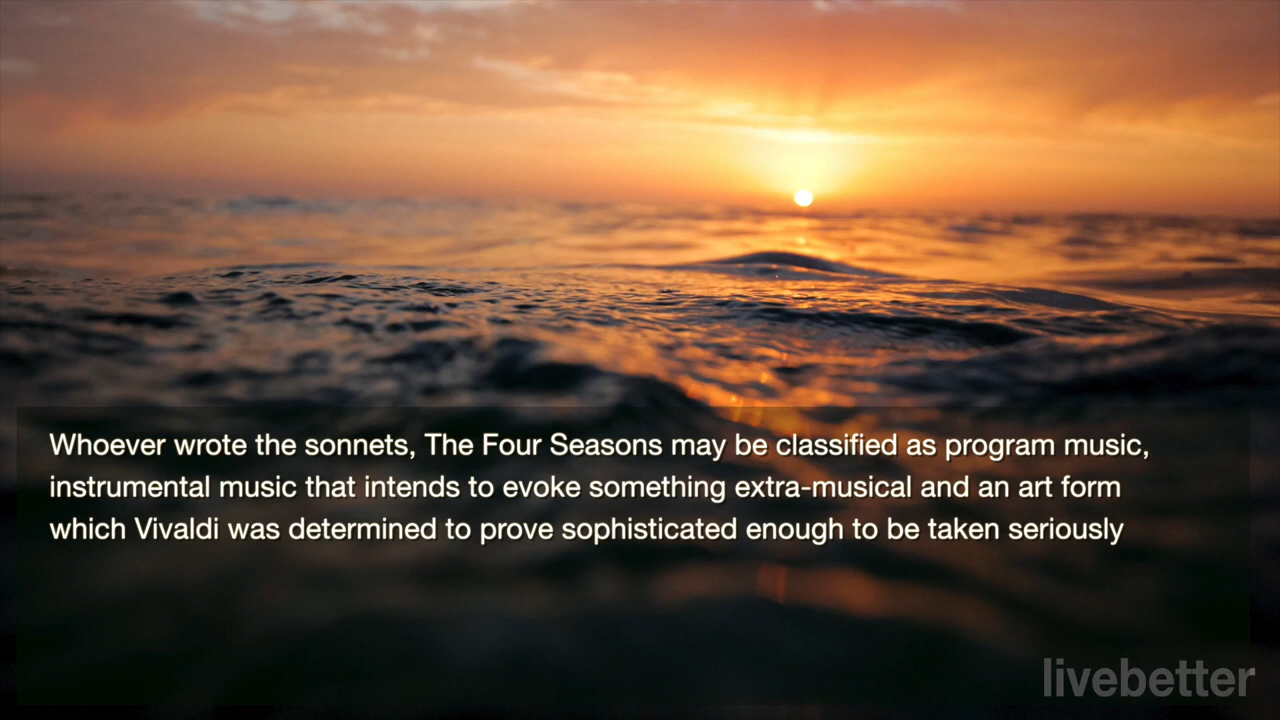 Whoever wrote the sonnets, The Four Seasons may be classified as program music,
instrumental music that intends to evoke something extra-musical and an art form
which Vivaldi was determined to prove sophisticated enough to be taken seriously
livebetter